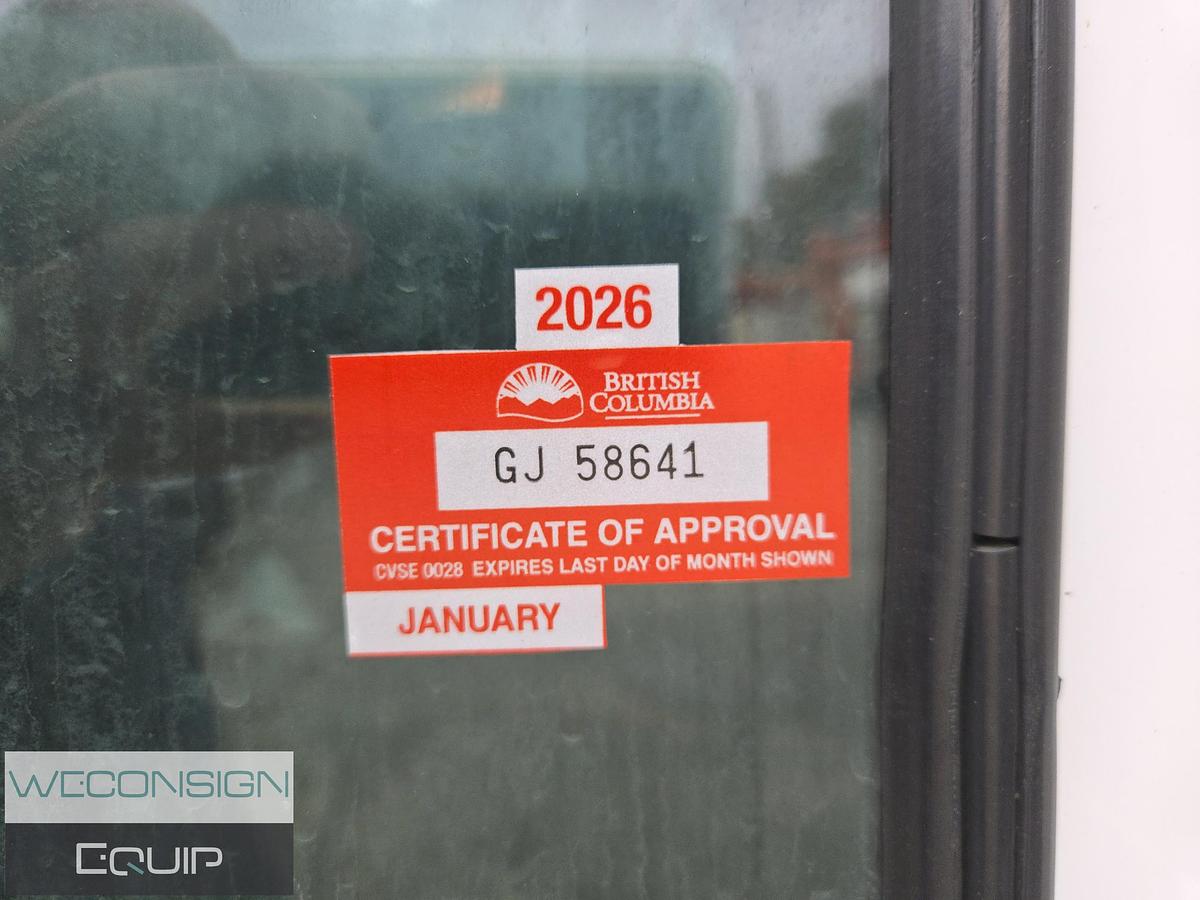 2026
BRITISH
COLUMBIA
GJ 58641
CERTIFICATE OF APPROVAL
CVSE 0028 EXPIRES LAST DAY OF MONTH SHOWN
JANUARY
WECONSIGN
EQUIP